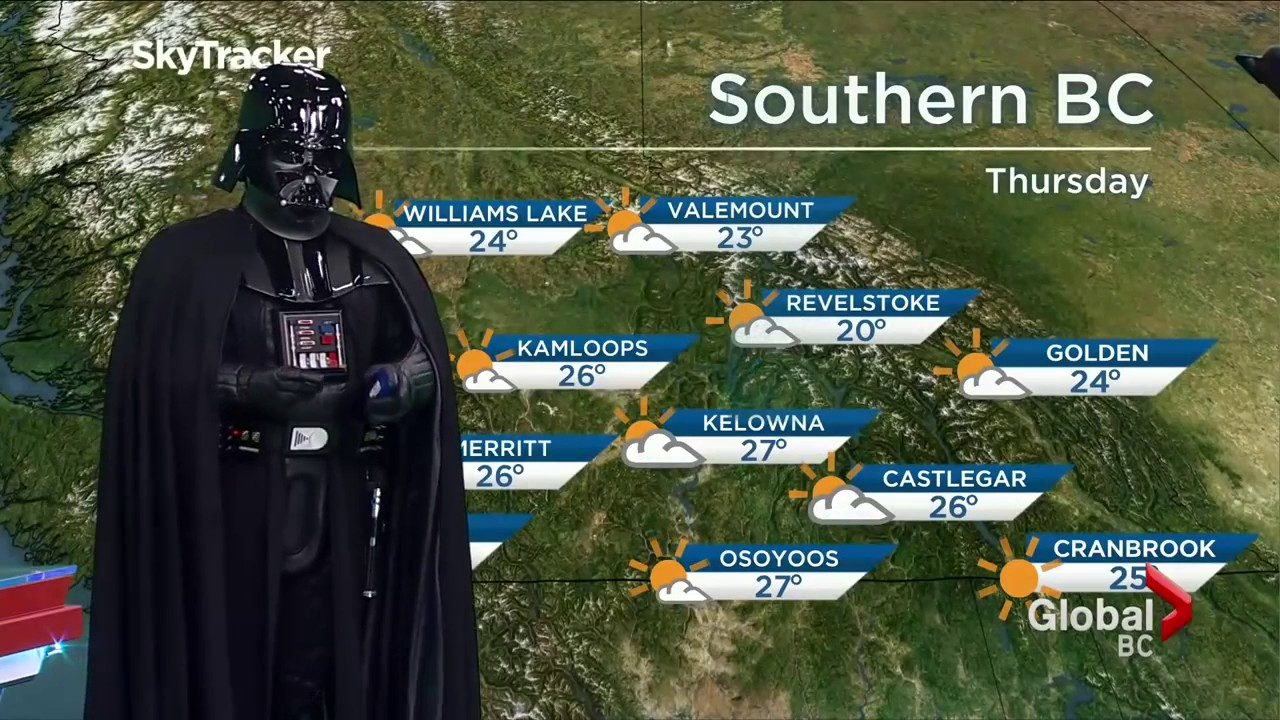 SkyTracker
Southern BC
Thursday
WILLIAMS LAKE
24°
VALEMOUNT
23°
REVELSTOKE
20°
KAMLOOPS
26°
GOLDEN
24°
KELOWNA
27°
MERRITT
26°
CASTLEGAR
26°
OSOYOOS
27°
CRANBROOK
25°
Global
BC